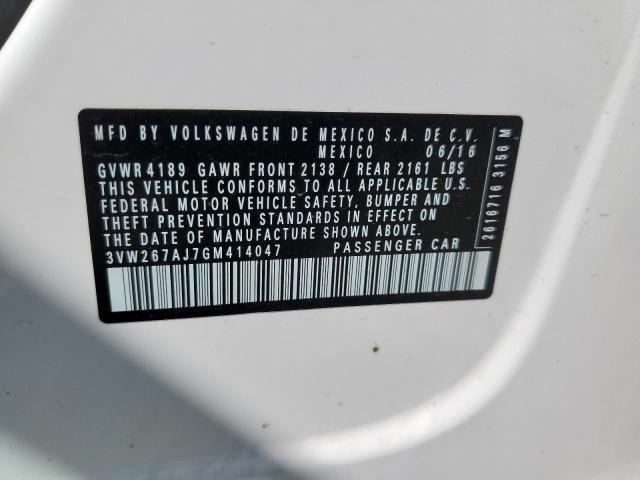 MFD BY VOLKSWAGEN DE MEXICO S.A. DE C.V.
MEXICO 06/16
GVWR 4189 GAWR FRONT 2138 / REAR 2161 LBS
THIS VEHICLE CONFORMS TO ALL APPLICABLE U.S.
FEDERAL MOTOR VEHICLE SAFETY, BUMPER AND
THEFT PREVENTION STANDARDS IN EFFECT ON
THE DATE OF MANUFACTURE SHOWN ABOVE.
3VW267AJ7GM414047 PASSENGER CAR
2616716 3156 M